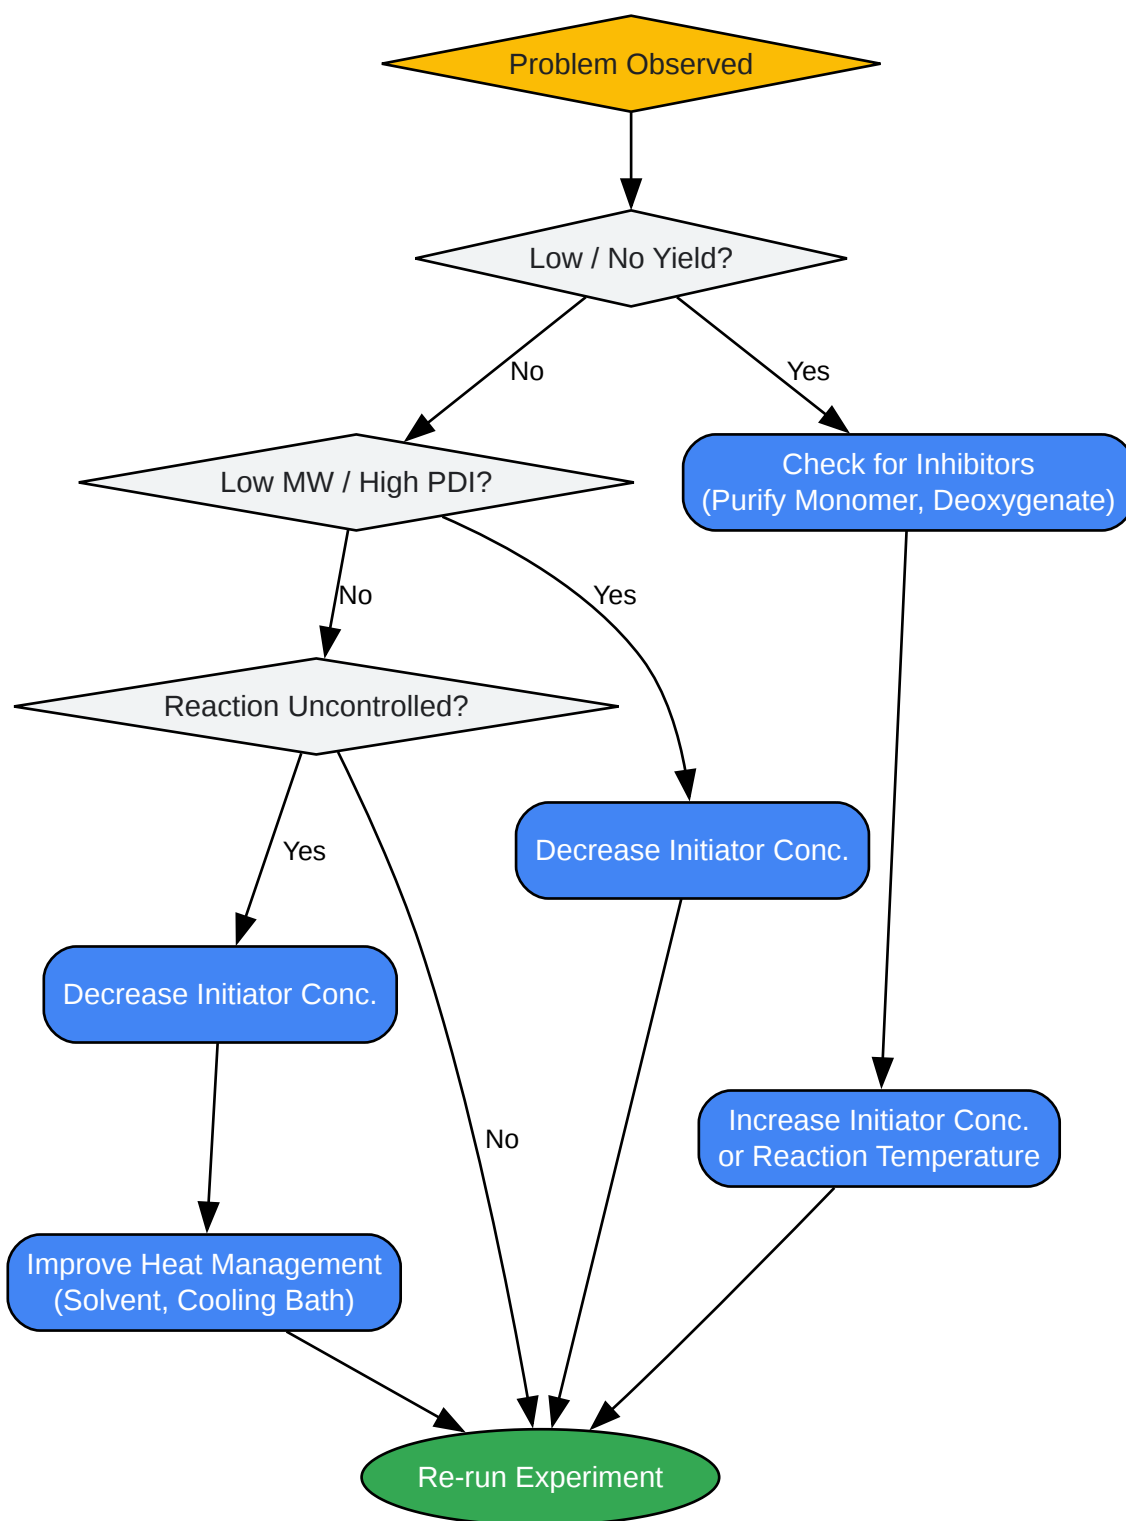 Problem Observed
Low / No Yield?
No
Yes
Low MW / High PDI?
Check for Inhibitors
(Purify Monomer, Deoxygenate)
No
Yes
Reaction Uncontrolled?
Yes
Decrease Initiator Conc.
Decrease Initiator Conc.
No
Increase Initiator Conc.
or Reaction Temperature
Improve Heat Management
(Solvent, Cooling Bath)
Re-run Experiment